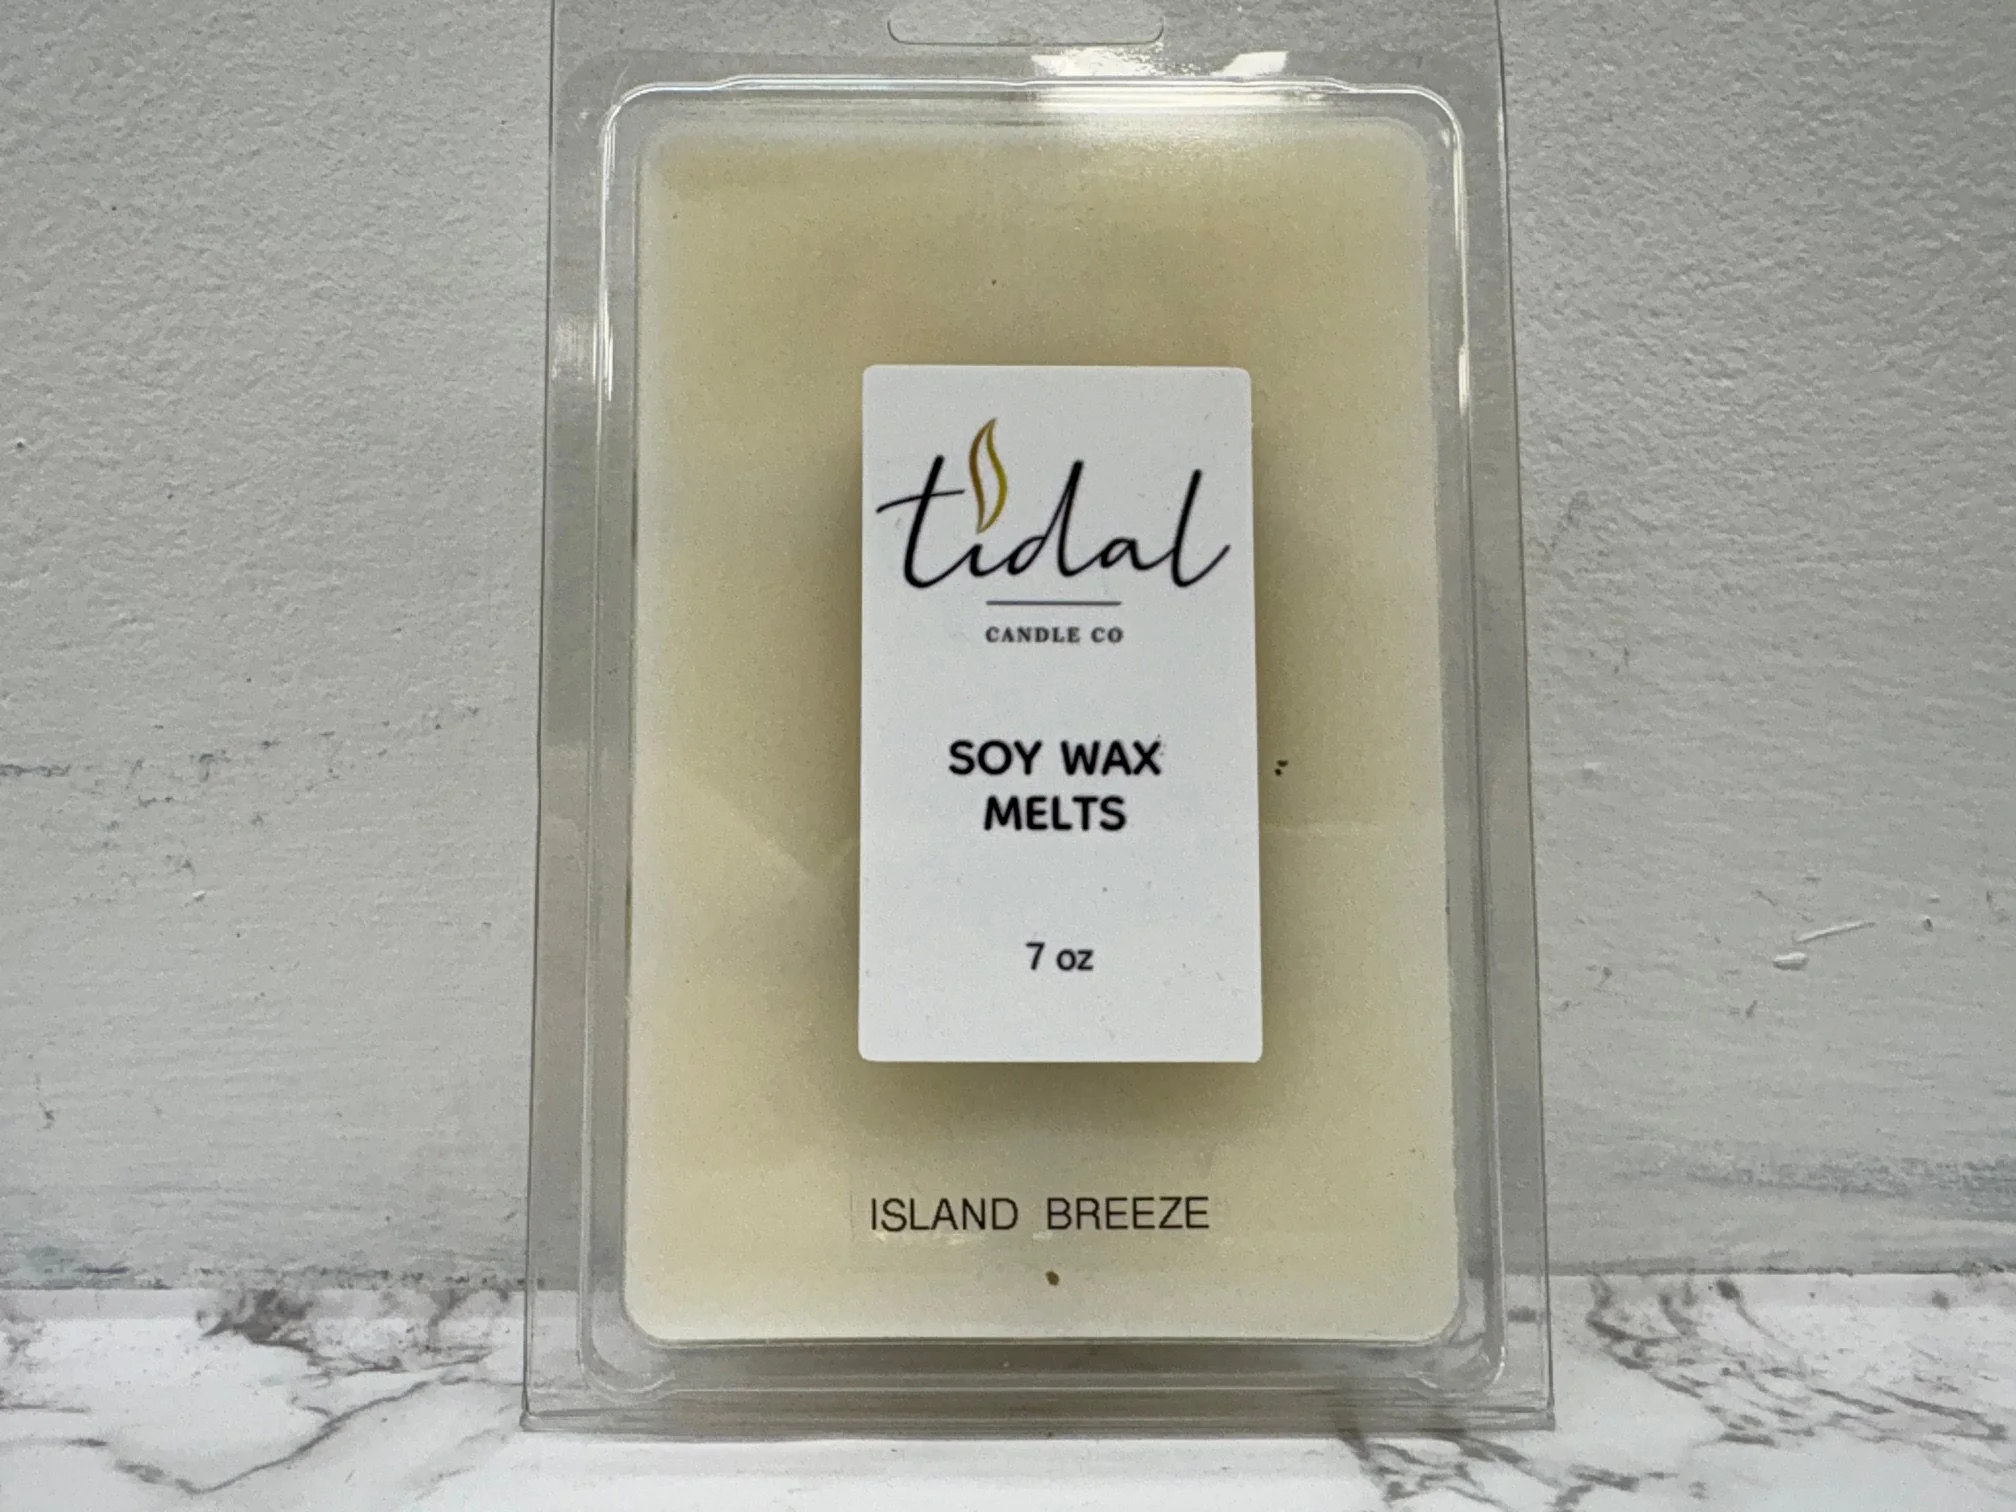 tidal
CANDLE CO
SOY WAX
MELTS
7 oz
ISLAND BREEZE